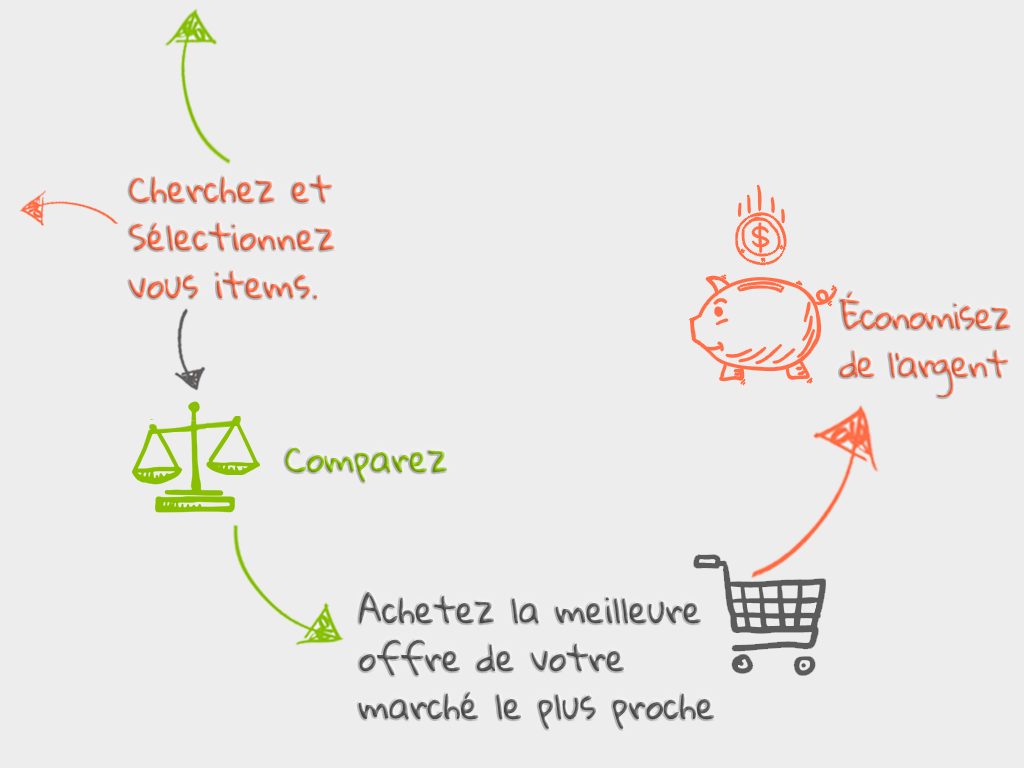 Cherchez et
Sélectionnez
vous items.
Économisez
de l'argent
Comparez
Achetez la meilleure
offre de votre
marché le plus proche
$